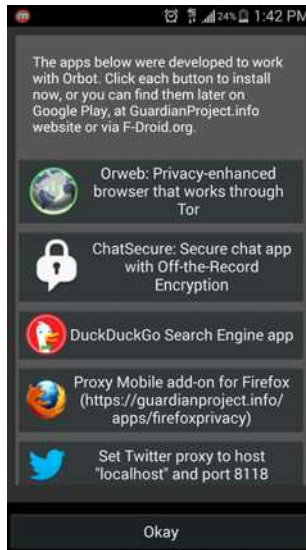 24% 1:42 PM
The apps below were developed to work
with Orbot. Click each button to install
now, or you can find them later on
Google Play, at GuardianProject.info
website or via F-Droid.org.
Orweb: Privacy-enhanced
browser that works through
Tor
ChatSecure: Secure chat app
with Off-the-Record
Encryption
DuckDuckGo Search Engine app
Proxy Mobile add-on for Firefox
(https://guardianproject.info/
apps/firefoxprivacy)
Set Twitter proxy to host
"localhost" and port 8118
Okay